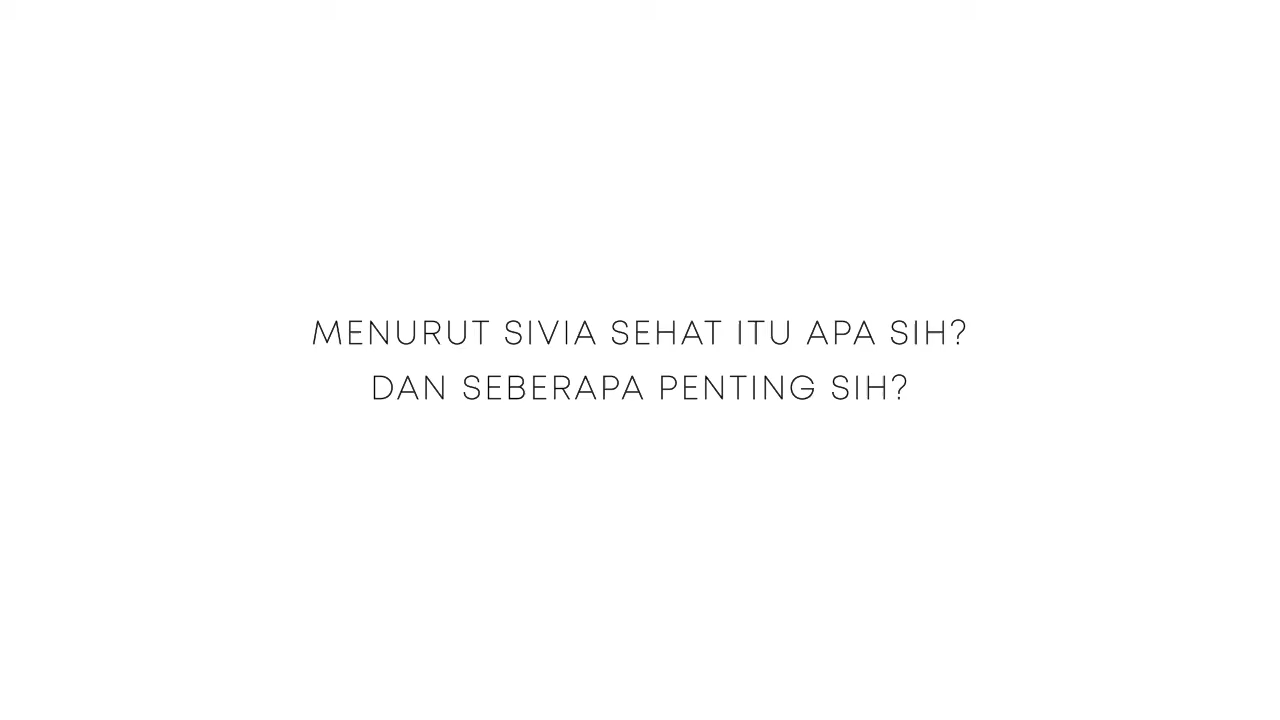 MENURUT SIVIA SEHAT ITU APA SIH?
DAN SEBERAPA PENTING SIH?